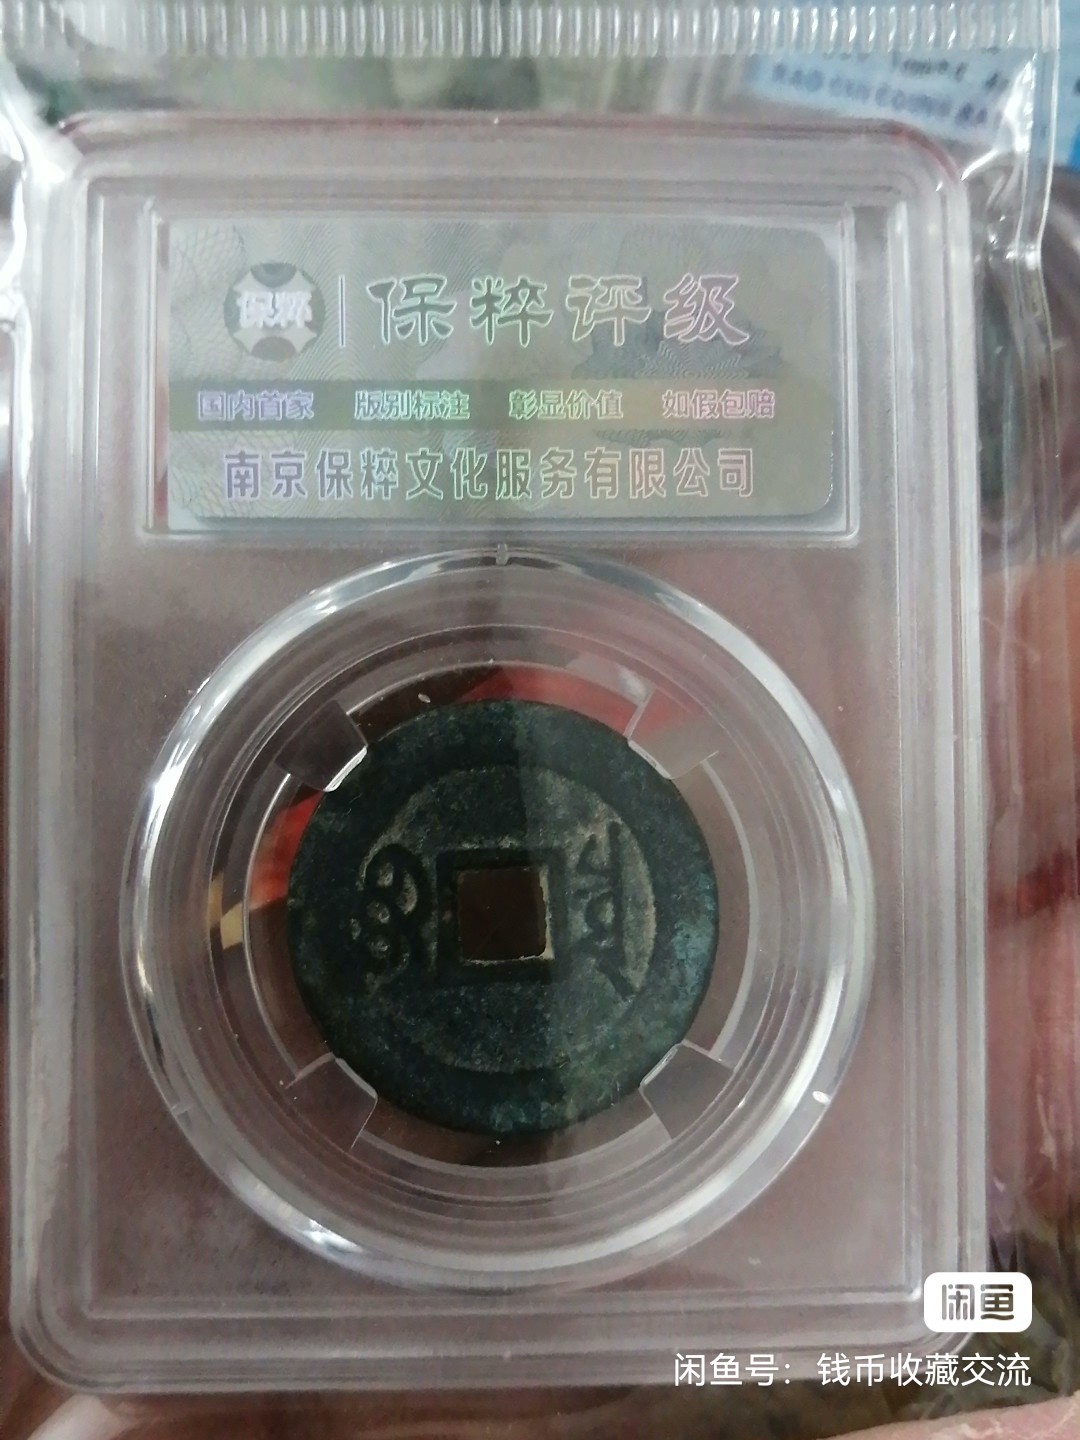 保粹 保粹评级
国内首家 版别标注 彰显价值 如假包赔
南京保粹文化服务有限公司
闲鱼
闲鱼号：钱币收藏交流